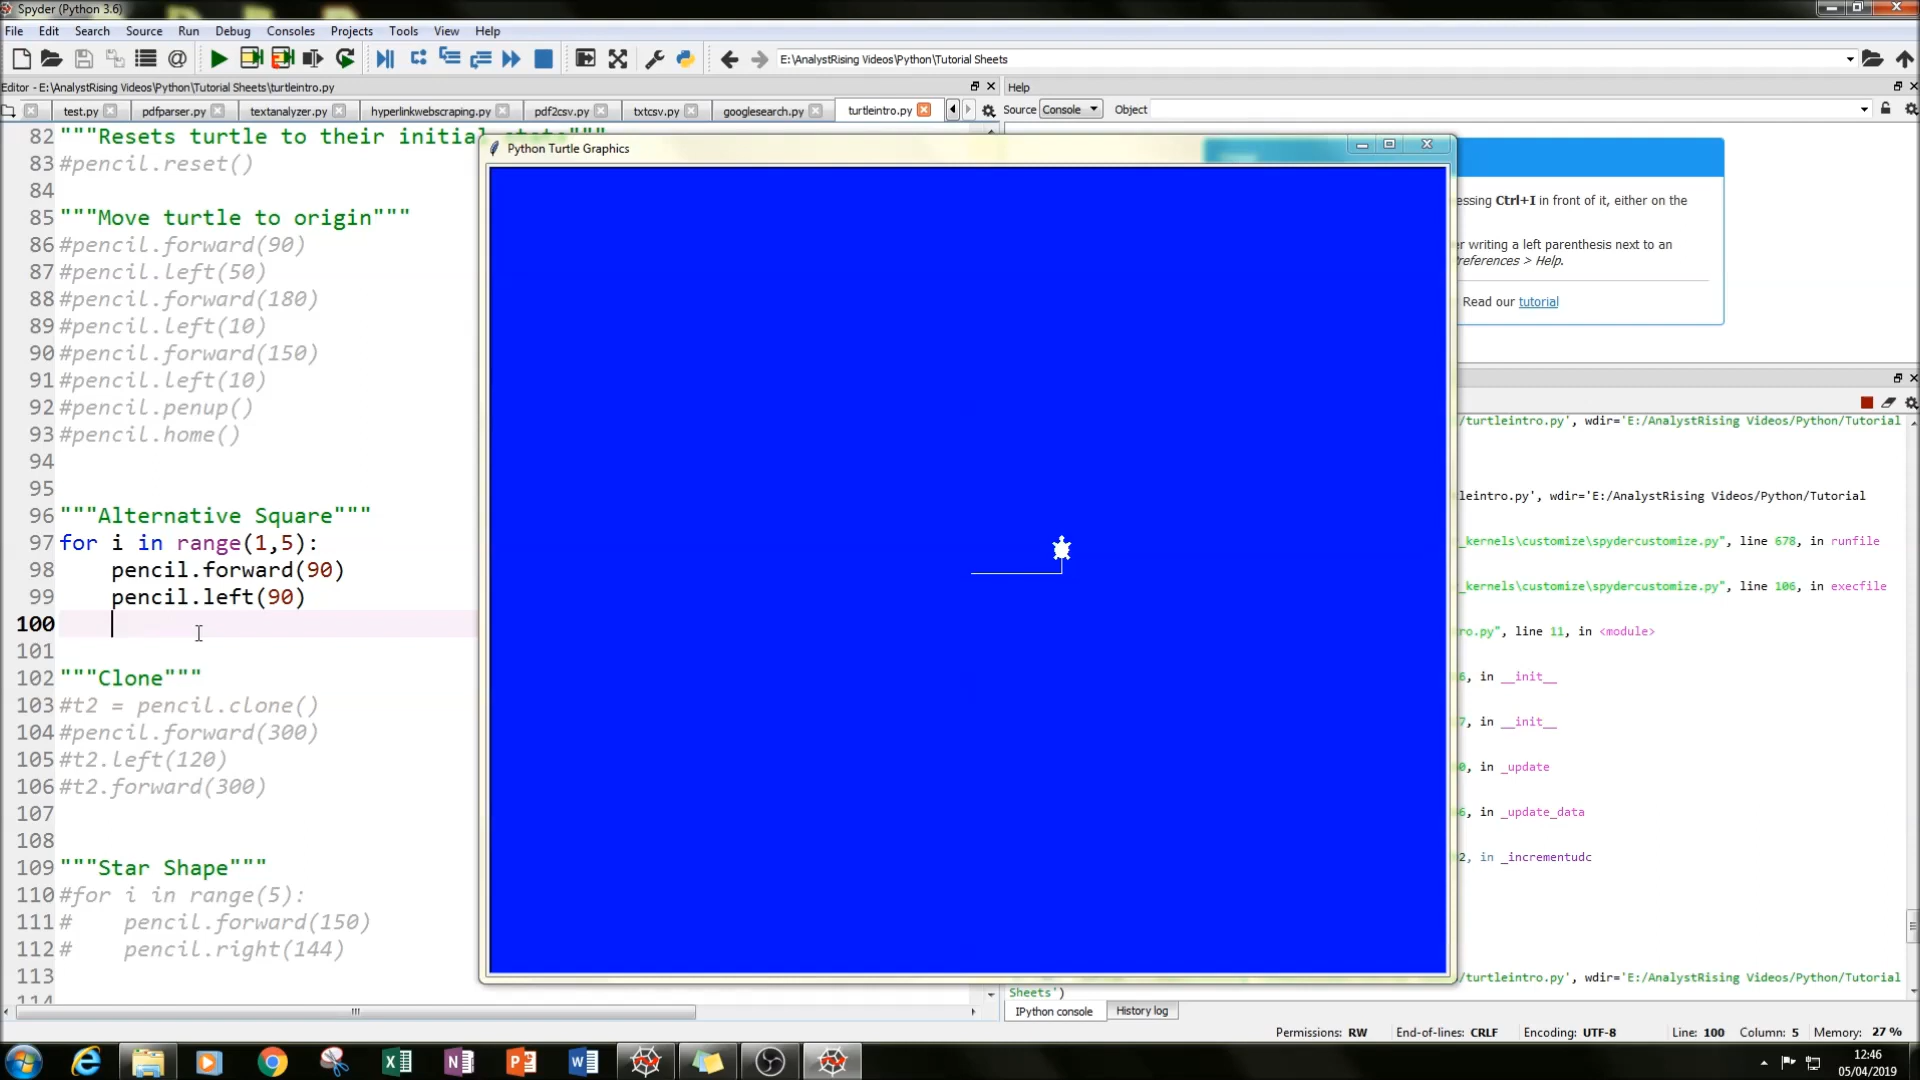 Spyder (Python 3.6)
File Edit Search Source Run Debug Consoles Projects Tools View Help
E:\AnalystRising Videos\Python\Tutorial Sheets
Editor - E:\AnalystRising Videos\Python\Tutorial Sheets\turtleintro.py
Help
test.py pdfparser.py textanalyzer.py hyperlinkwebscraping.py pdf2csv.py txtcsv.py googlesearch.py turtleintro.py
Source Console Object
82 """Resets turtle to their initial state"""
83 #pencil.reset()
84
85 """Move turtle to origin"""
86 #pencil.forward(90)
87 #pencil.left(50)
88 #pencil.forward(180)
89 #pencil.left(10)
90 #pencil.forward(150)
91 #pencil.left(10)
92 #pencil.penup()
93 #pencil.home()
94
95
96 """Alternative Square"""
97 for i in range(1,5):
98 pencil.forward(90)
99 pencil.left(90)
100
101
102 """Clone"""
103 #t2 = pencil.clone()
104 #pencil.forward(300)
105 #t2.left(120)
106 #t2.forward(300)
107
108
109 """Star Shape"""
110 #for i in range(5):
111 # pencil.forward(150)
112 # pencil.right(144)
113
114
Python Turtle Graphics
essing Ctrl+I in front of it, either on the
er writing a left parenthesis next to an
references > Help.
Read our tutorial
/turtleintro.py', wdir='E:/AnalystRising Videos/Python/Tutorial
leintro.py', wdir='E:/AnalystRising Videos/Python/Tutorial
_kernels\customize\spydercustomize.py", line 678, in runfile
_kernels\customize\spydercustomize.py", line 106, in execfile
ro.py", line 11, in <module>
6, in __init__
7, in __init__
0, in _update
6, in _update_data
2, in _incrementudc
/turtleintro.py', wdir='E:/AnalystRising Videos/Python/Tutorial
Sheets')
IPython console History log
Permissions: RW End-of-lines: CRLF Encoding: UTF-8 Line: 100 Column: 5 Memory: 27 %
12:46
05/04/2019